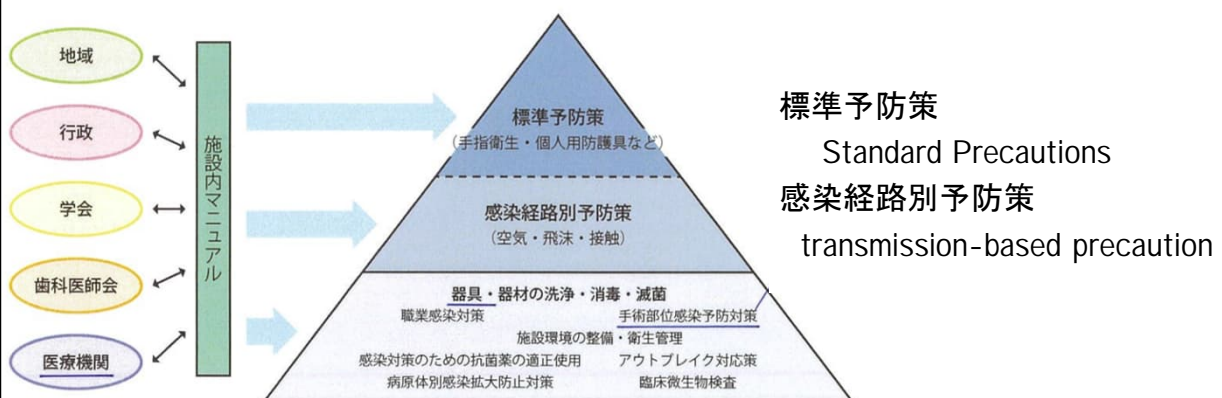 地域
行政
学会
歯科医師会
医療機関
施設内マニュアル
標準予防策
(手指衛生・個人用防護具など)
感染経路別予防策
(空気・飛沫・接触)
器具・器材の洗浄・消毒・滅菌
職業感染対策 手術部位感染予防対策
施設環境の整備・衛生管理
感染対策のための抗菌薬の適正使用 アウトブレイク対応策
病原体別感染拡大防止対策 臨床微生物検査
標準予防策
Standard Precautions
感染経路別予防策
transmission-based precaution